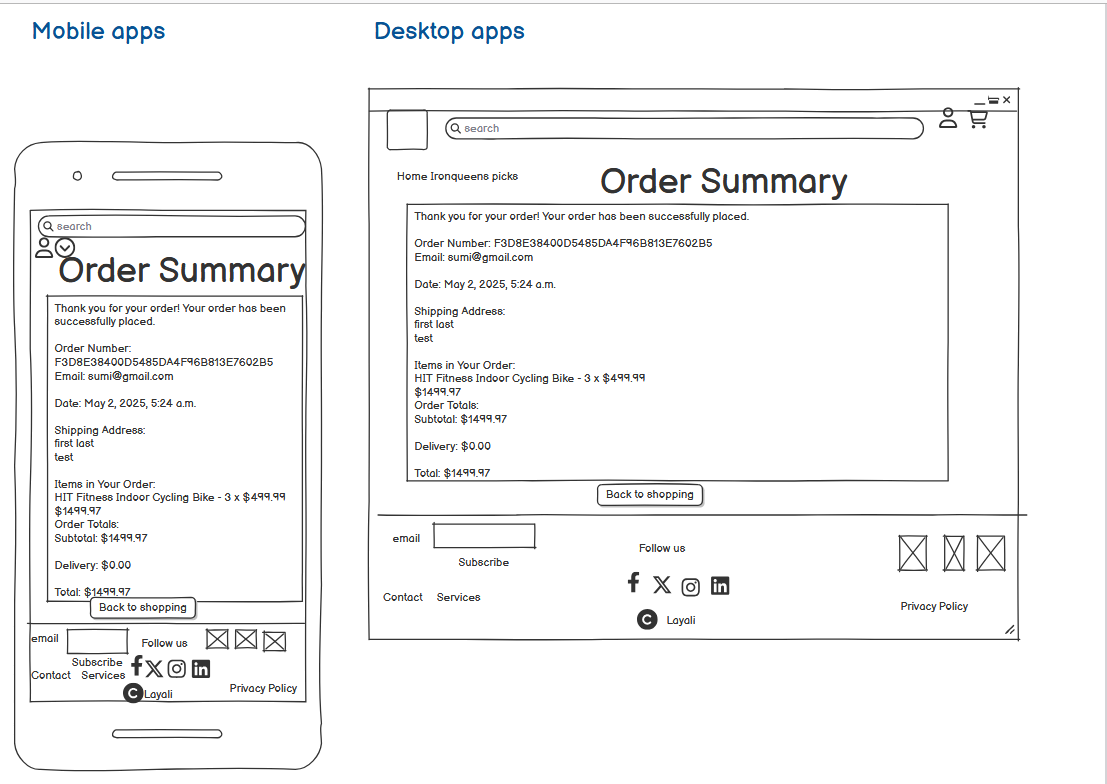 Mobile apps
Desktop apps
search
Order Summary
Thank you for your order! Your order has been
successfully placed.
Order Number:
F3D8E38400D5485DA4F96B813E7602B5
Email: sumi@gmail.com
Date: May 2, 2025, 5:24 a.m.
Shipping Address:
first last
test
Items in Your Order:
HIT Fitness Indoor Cycling Bike - 3 x $499.99
$1499.97
Order Totals:
Subtotal: $1499.97
Delivery: $0.00
Total: $1499.97
Back to shopping
email
Follow us
Subscribe
Contact Services
Layali
Privacy Policy
search
Home Ironqueens picks
Order Summary
Thank you for your order! Your order has been successfully placed.
Order Number: F3D8E38400D5485DA4F96B813E7602B5
Email: sumi@gmail.com
Date: May 2, 2025, 5:24 a.m.
Shipping Address:
first last
test
Items in Your Order:
HIT Fitness Indoor Cycling Bike - 3 x $499.99
$1499.97
Order Totals:
Subtotal: $1499.97
Delivery: $0.00
Total: $1499.97
Back to shopping
email
Subscribe
Contact Services
Follow us
Layali
Privacy Policy